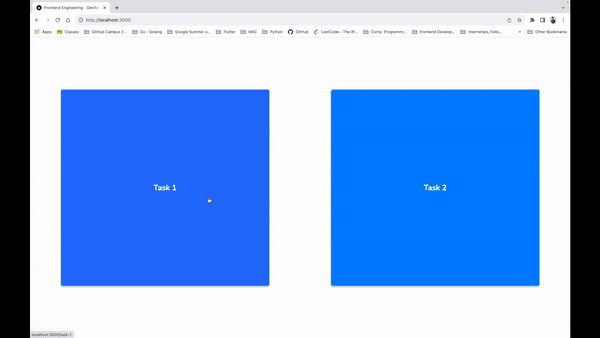 Frontend Engineering - DevAs
http://localhost:3000
Apps
Classes
GitHub Campus E...
Go - Golang
Google Summer o...
Flutter
MAC
Python
GitHub
LeetCode - The W...
Comp. Programmi...
Frontend Develop...
Internships, Fello...
Other Bookmarks
Task 1
Task 2
localhost:3000/task-1